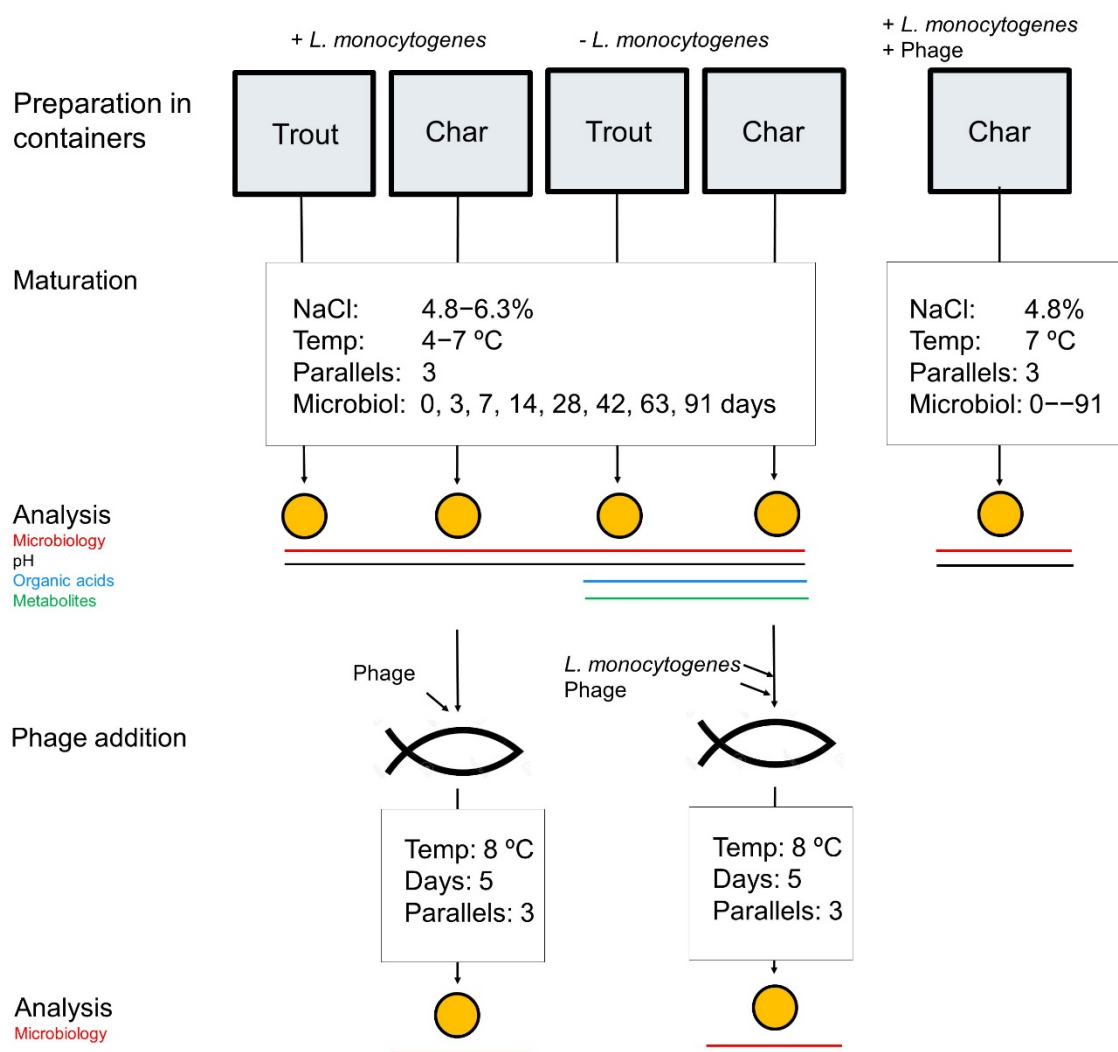 + L. monocytogenes
- L. monocytogenes
+ L. monocytogenes
+ Phage
Preparation in
containers
Trout
Char
Trout
Char
Char
Maturation
NaCl: 4.8−6.3%
Temp: 4−7 ºC
Parallels: 3
Microbiol: 0, 3, 7, 14, 28, 42, 63, 91 days
NaCl: 4.8%
Temp: 7 ºC
Parallels: 3
Microbiol: 0−−91
Analysis
Microbiology
pH
Organic acids
Metabolites
Phage
L. monocytogenes
Phage
Phage addition
Temp: 8 ºC
Days: 5
Parallels: 3
Temp: 8 ºC
Days: 5
Parallels: 3
Analysis
Microbiology